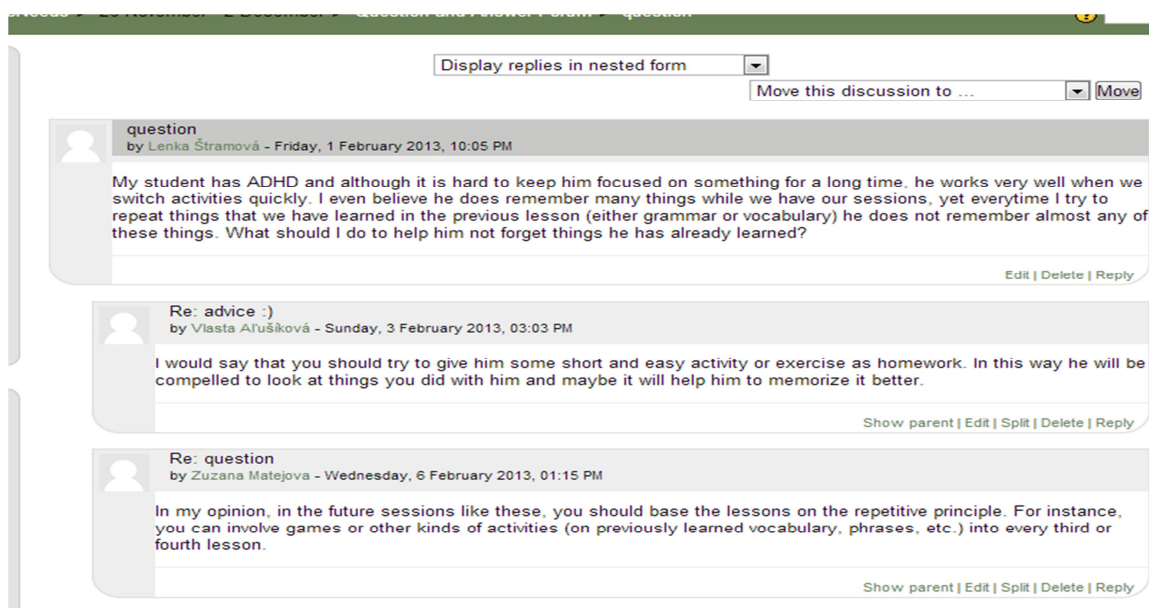 Display replies in nested form
Move this discussion to ... Move
question
by Lenka Štramová - Friday, 1 February 2013, 10:05 PM
My student has ADHD and although it is hard to keep him focused on something for a long time, he works very well when we
switch activities quickly. I even believe he does remember many things while we have our sessions, yet everytime I try to
repeat things that we have learned in the previous lesson (either grammar or vocabulary) he does not remember almost any of
these things. What should I do to help him not forget things he has already learned?
Edit | Delete | Reply
Re: advice :)
by Vlasta Aľušíková - Sunday, 3 February 2013, 03:03 PM
I would say that you should try to give him some short and easy activity or exercise as homework. In this way he will be
compelled to look at things you did with him and maybe it will help him to memorize it better.
Show parent | Edit | Split | Delete | Reply
Re: question
by Zuzana Matejova - Wednesday, 6 February 2013, 01:15 PM
In my opinion, in the future sessions like these, you should base the lessons on the repetitive principle. For instance,
you can involve games or other kinds of activities (on previously learned vocabulary, phrases, etc.) into every third or
fourth lesson.
Show parent | Edit | Split | Delete | Reply